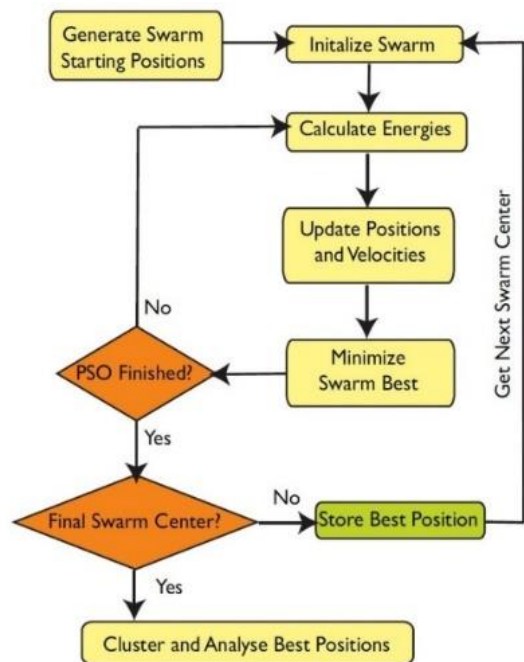 Generate Swarm
Starting Positions
Initalize Swarm
Calculate Energies
Update Positions
and Velocities
Minimize
Swarm Best
No
PSO Finished?
Yes
Final Swarm Center?
No
Store Best Position
Get Next Swarm Center
Yes
Cluster and Analyse Best Positions